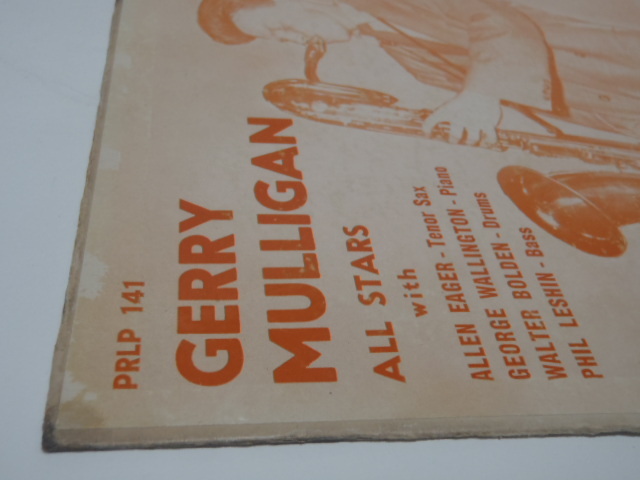 PRLP 141
GERRY
MULLIGAN
ALL STARS
with
ALLEN EAGER - Tenor Sax
GEORGE WALLINGTON - Piano
WALTER BOLDEN - Drums
PHIL LESHIN - Bass